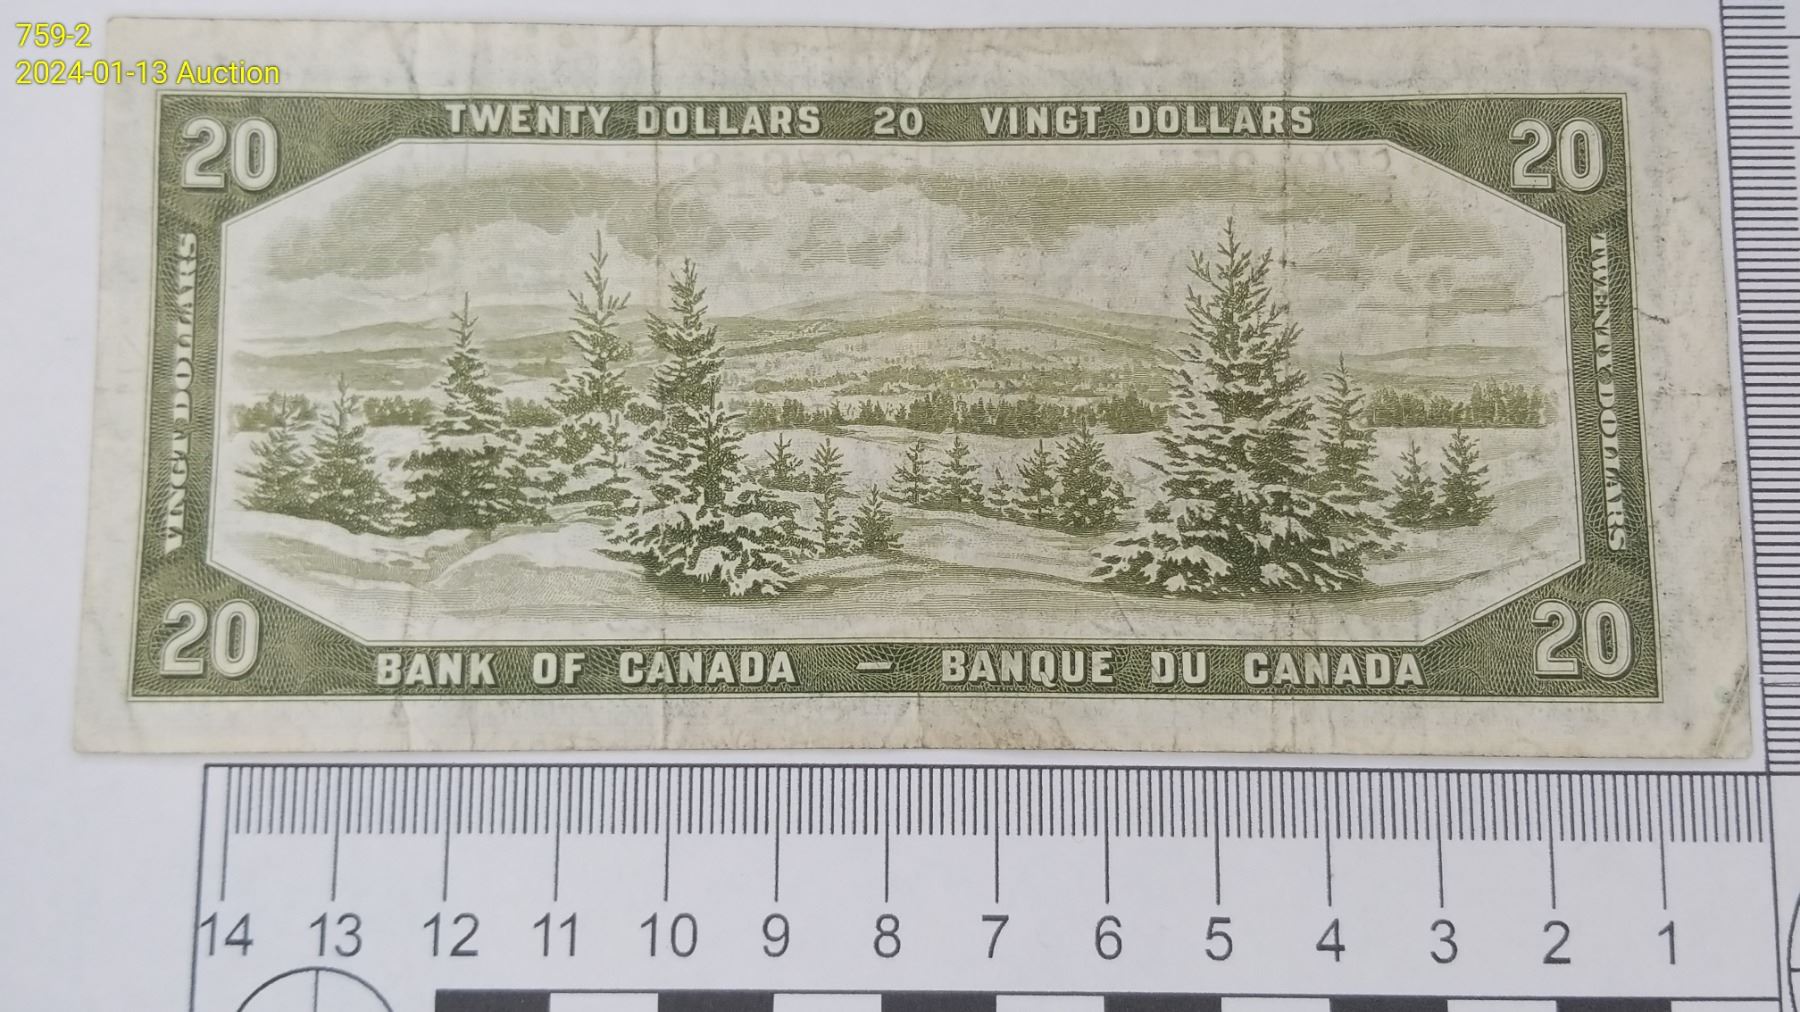 759-2
2024-01-13 Auction
20 TWENTY DOLLARS 20 VINGT DOLLARS 20
VINGT DOLLARS
TWENTY DOLLARS
20 BANK OF CANADA — BANQUE DU CANADA 20
14 13 12 11 10 9 8 7 6 5 4 3 2 1